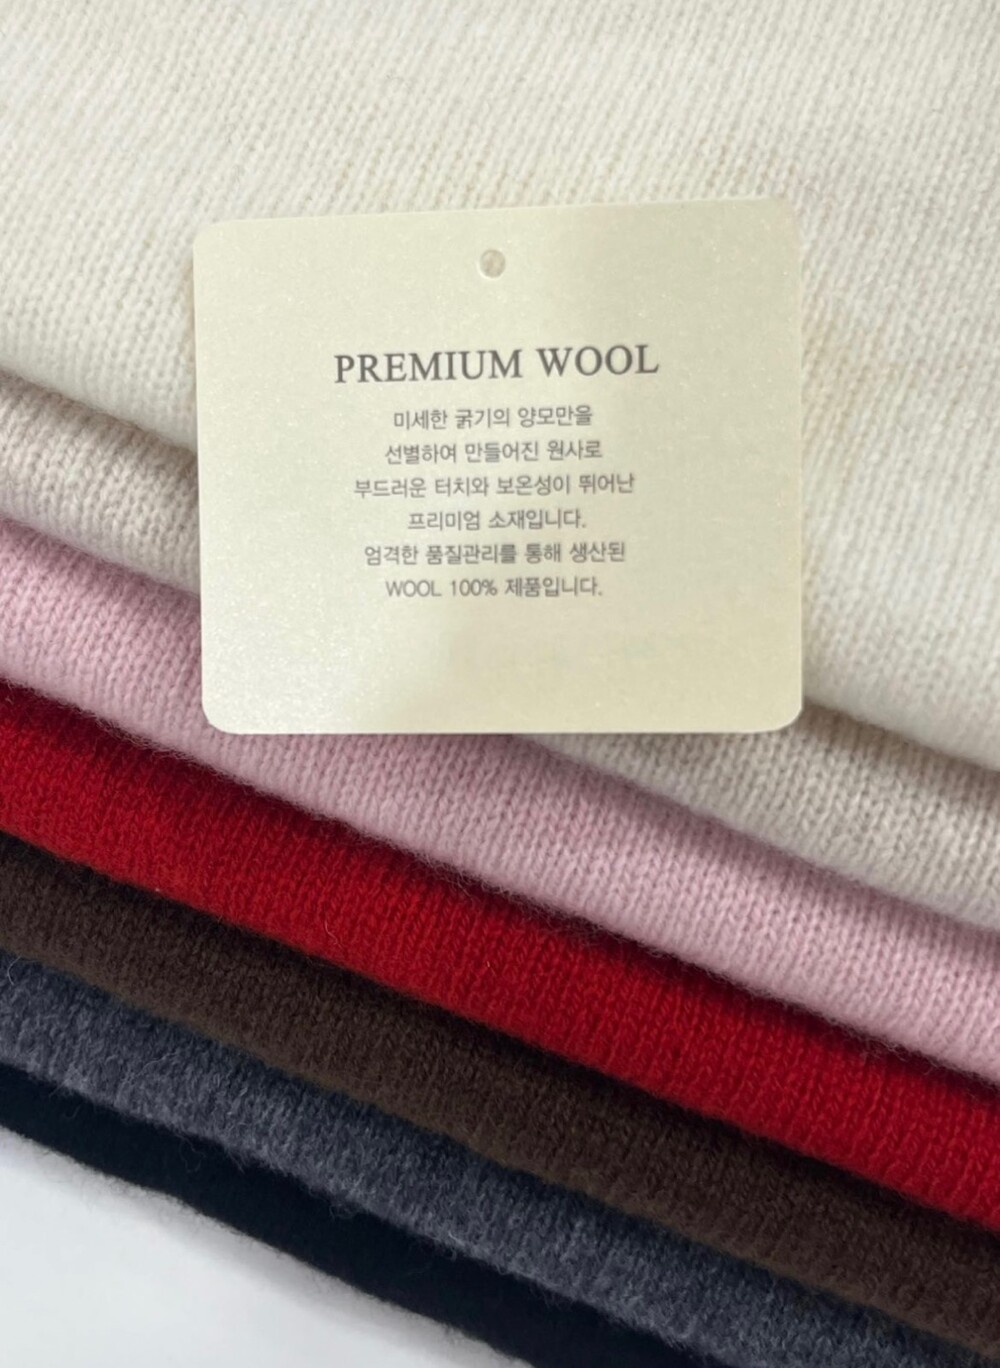 PREMIUM WOOL
미세한 굵기의 양모만을
선별하여 만들어진 원사로
부드러운 터치와 보온성이 뛰어난
프리미엄 소재입니다.
엄격한 품질관리를 통해 생산된
WOOL 100% 제품입니다.